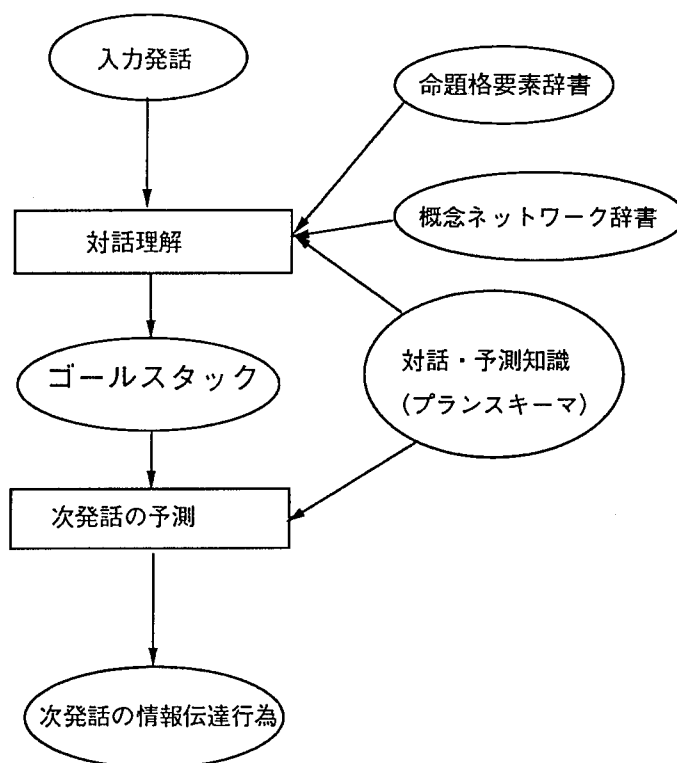 入力発話
命題格要素辞書
概念ネットワーク辞書
対話理解
ゴールスタック
対話・予測知識
(プランスキーマ)
次発話の予測
次発話の情報伝達行為